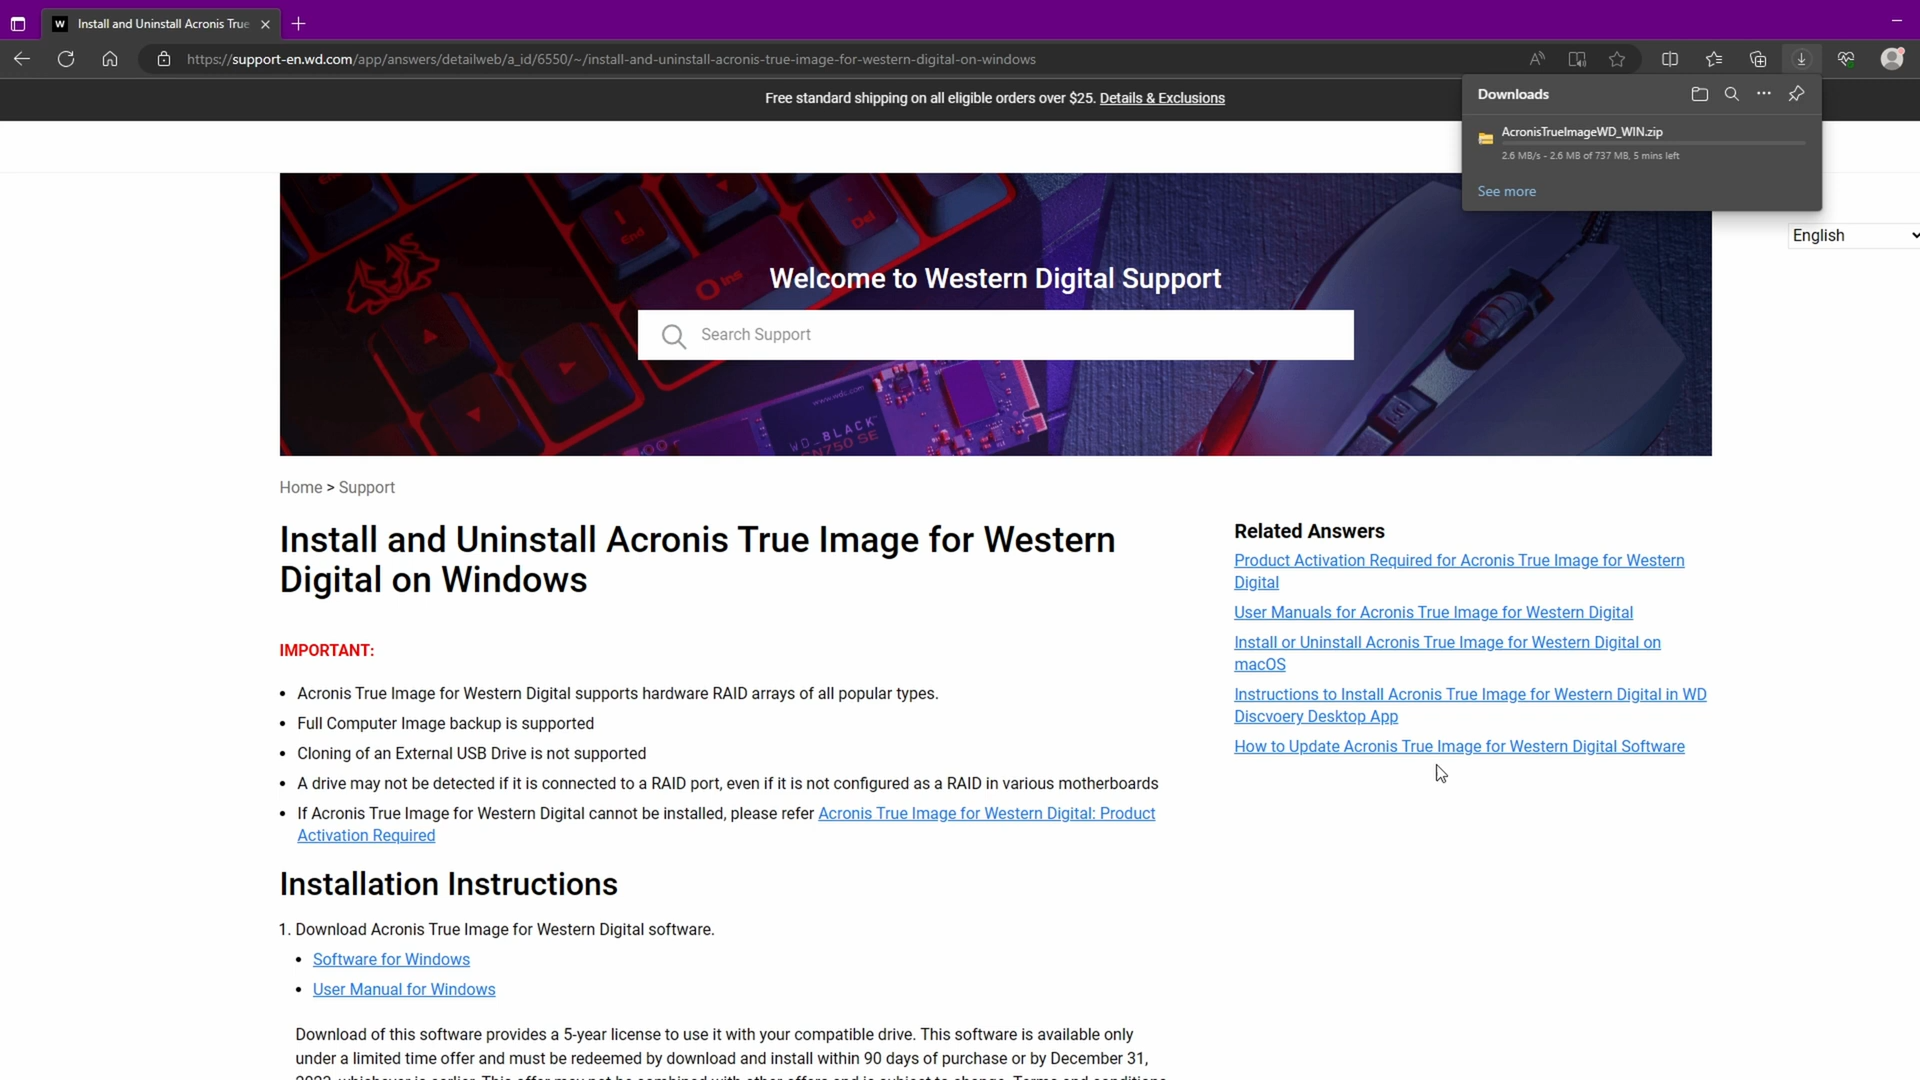 Install and Uninstall Acronis True
https://support-en.wd.com/app/answers/detailweb/a_id/6550/~/install-and-uninstall-acronis-true-image-for-western-digital-on-windows
Free standard shipping on all eligible orders over $25. Details & Exclusions
Downloads
AcronisTrueImageWD_WIN.zip
2.6 MB/s - 2.6 MB of 737 MB, 5 mins left
See more
English
End
Ins
Del
Welcome to Western Digital Support
Search Support
www.wdc.com
WD_BLACK™
SN750 SE
Home > Support
Install and Uninstall Acronis True Image for Western
Digital on Windows
IMPORTANT:
• Acronis True Image for Western Digital supports hardware RAID arrays of all popular types.
• Full Computer Image backup is supported
• Cloning of an External USB Drive is not supported
• A drive may not be detected if it is connected to a RAID port, even if it is not configured as a RAID in various motherboards
• If Acronis True Image for Western Digital cannot be installed, please refer Acronis True Image for Western Digital: Product
Activation Required
Installation Instructions
1. Download Acronis True Image for Western Digital software.
• Software for Windows
• User Manual for Windows
Download of this software provides a 5-year license to use it with your compatible drive. This software is available only
under a limited time offer and must be redeemed by download and install within 90 days of purchase or by December 31,
Related Answers
Product Activation Required for Acronis True Image for Western
Digital
User Manuals for Acronis True Image for Western Digital
Install or Uninstall Acronis True Image for Western Digital on
macOS
Instructions to Install Acronis True Image for Western Digital in WD
Discvoery Desktop App
How to Update Acronis True Image for Western Digital Software